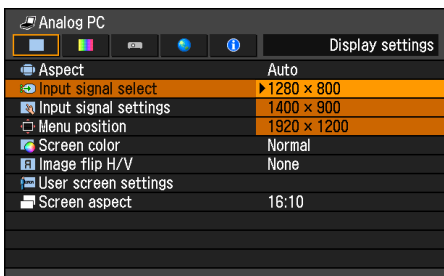 Analog PC
Display settings
Aspect Auto
Input signal select 1280 × 800
Input signal settings 1400 × 900
Menu position 1920 × 1200
Screen color Normal
Image flip H/V None
User screen settings
Screen aspect 16:10